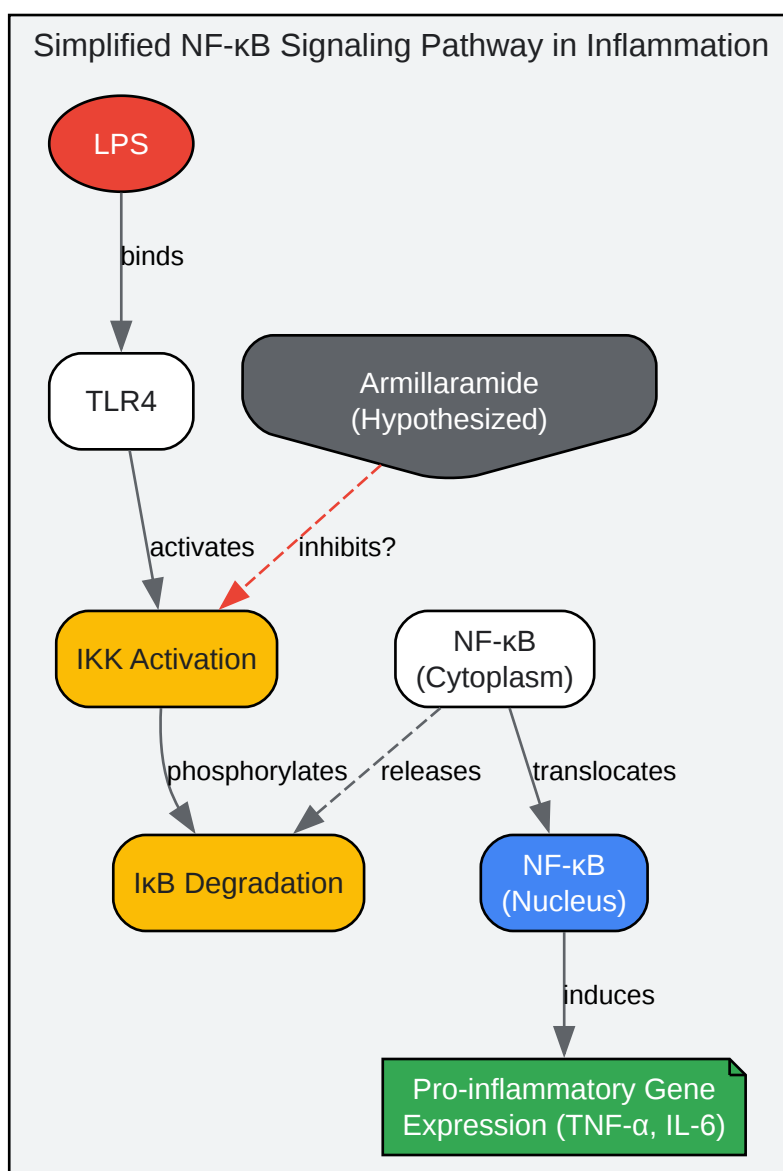 Simplified NF-κB Signaling Pathway in Inflammation
LPS
binds
TLR4
Armillaramide
(Hypothesized)
activates
inhibits?
IKK Activation
NF-κB
(Cytoplasm)
phosphorylates
releases
translocates
IκB Degradation
NF-κB
(Nucleus)
induces
Pro-inflammatory Gene
Expression (TNF-α, IL-6)